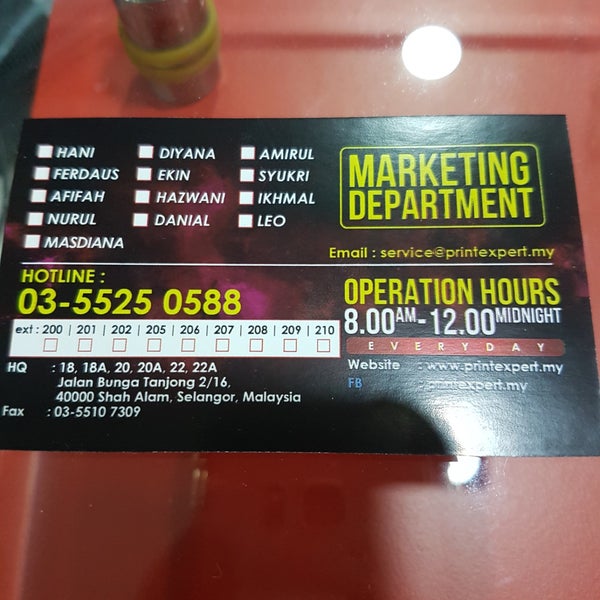 HANI
FERDAUS
AFIFAH
NURUL
MASDIANA
DIYANA
EKIN
HAZWANI
DANIAL
AMIRUL
SYUKRI
IKHMAL
LEO
MARKETING
DEPARTMENT
Email : service@printexpert.my
HOTLINE :
03-5525 0588
ext : 200 | 201 | 202 | 205 | 206 | 207 | 208 | 209 | 210
HQ : 18, 18A, 20, 20A, 22, 22A
Jalan Bunga Tanjong 2/16,
40000 Shah Alam, Selangor, Malaysia
Fax : 03-5510 7309
OPERATION HOURS
8.00AM-12.00MIDNIGHT
EVERYDAY
Website : www.printexpert.my
FB : printexpert.my